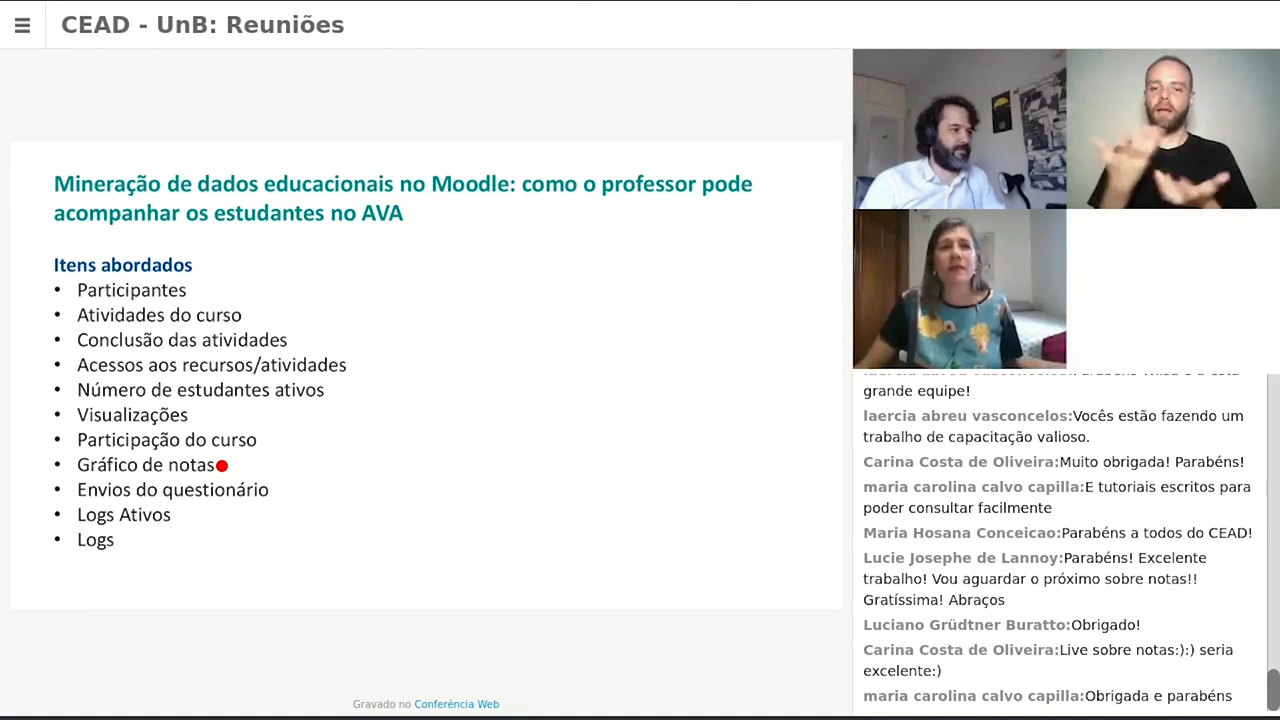 CEAD - UnB: Reuniões
Mineração de dados educacionais no Moodle: como o professor pode
acompanhar os estudantes no AVA
Itens abordados
• Participantes
• Atividades do curso
• Conclusão das atividades
• Acessos aos recursos/atividades
• Número de estudantes ativos
• Visualizações
• Participação do curso
• Gráfico de notas
• Envios do questionário
• Logs Ativos
• Logs
Gravado no Conferência Web
grande equipe!
laercia abreu vasconcelos:Vocês estão fazendo um
trabalho de capacitação valioso.
Carina Costa de Oliveira:Muito obrigada! Parabéns!
maria carolina calvo capilla:E tutoriais escritos para
poder consultar facilmente
Maria Hosana Conceicao:Parabéns a todos do CEAD!
Lucie Josephe de Lannoy:Parabéns! Excelente
trabalho! Vou aguardar o próximo sobre notas!!
Gratíssima! Abraços
Luciano Grüdtner Buratto:Obrigado!
Carina Costa de Oliveira:Live sobre notas:):) seria
excelente:)
maria carolina calvo capilla:Obrigada e parabéns